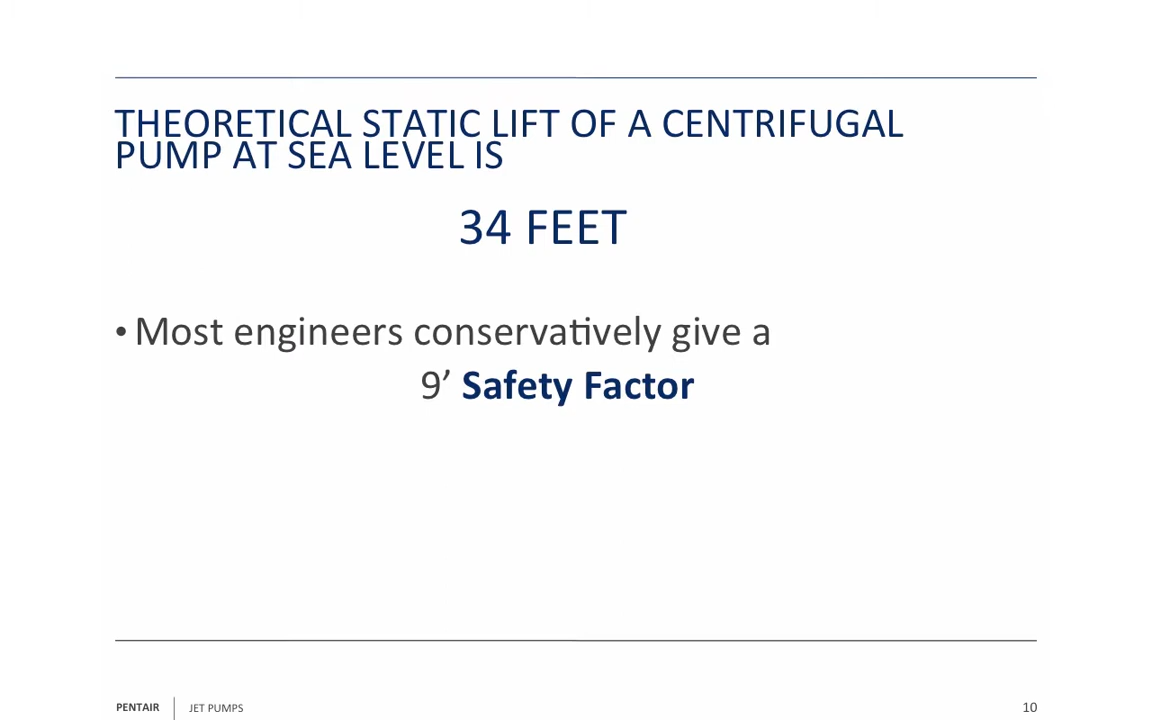 THEORETICAL STATIC LIFT OF A CENTRIFUGAL
PUMP AT SEA LEVEL IS
34 FEET
• Most engineers conservatively give a
9’ Safety Factor
PENTAIR | JET PUMPS
10